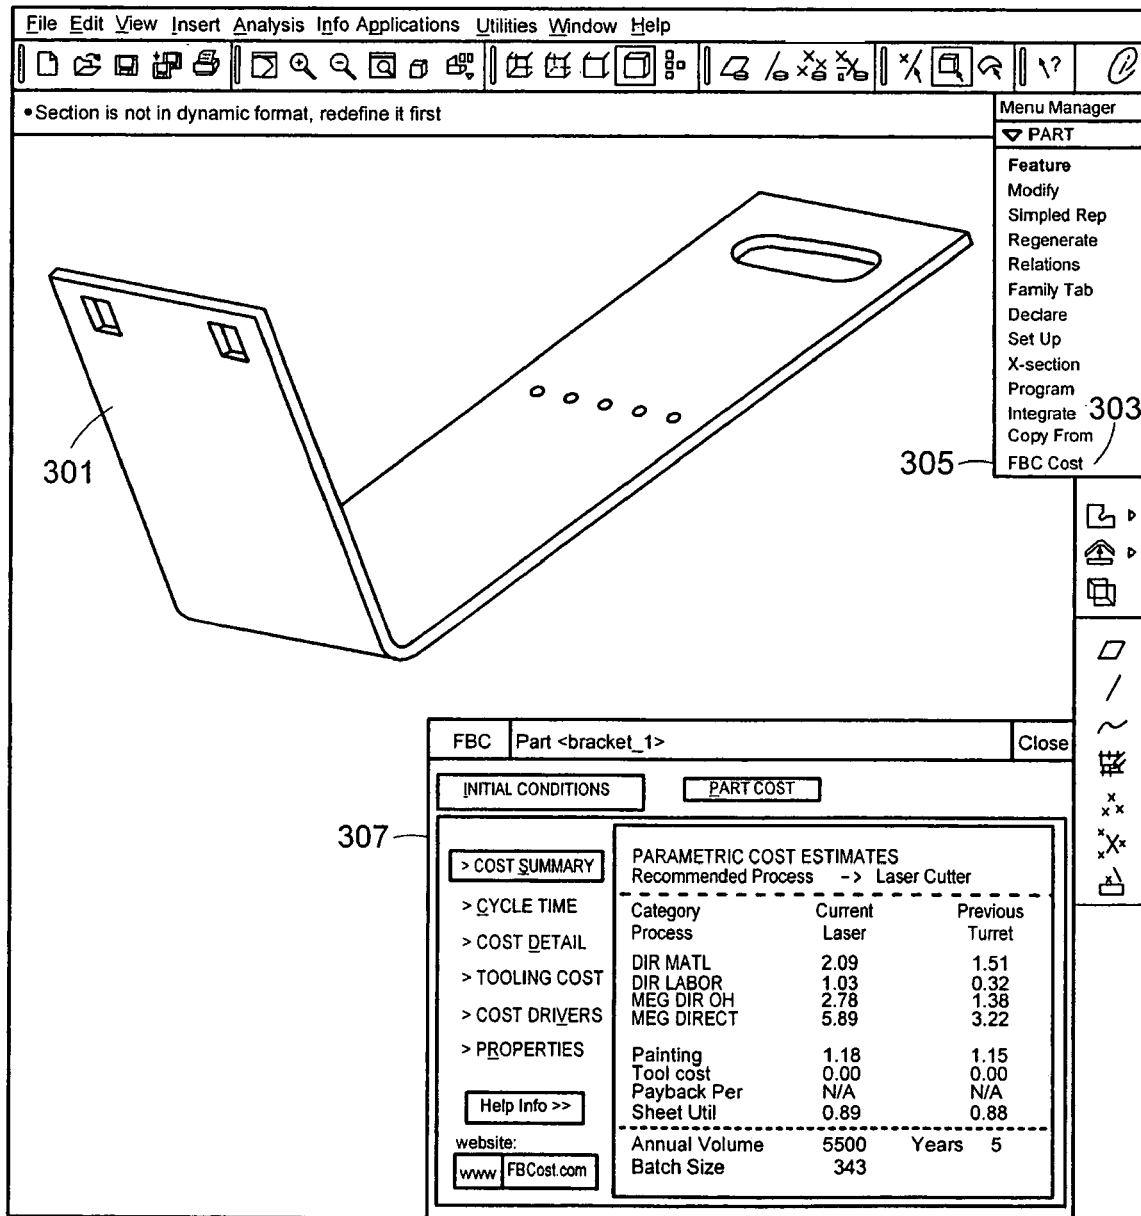 File Edit View Insert Analysis Info Applications Utilities Window Help
•Section is not in dynamic format, redefine it first
Menu Manager
PART
Feature
Modify
Simpled Rep
Regenerate
Relations
Family Tab
Declare
Set Up
X-section
Program
Integrate
Copy From
FBC Cost
303
305
301
FBC Part <bracket_1> Close
INITIAL CONDITIONS PART COST
307
> COST SUMMARY
> CYCLE TIME
> COST DETAIL
> TOOLING COST
> COST DRIVERS
> PROPERTIES
Help Info >>
website:
www FBCost.com
PARAMETRIC COST ESTIMATES
Recommended Process -> Laser Cutter
Category Current Previous
Process Laser Turret
DIR MATL 2.09 1.51
DIR LABOR 1.03 0.32
MEG DIR OH 2.78 1.38
MEG DIRECT 5.89 3.22
Painting 1.18 1.15
Tool cost 0.00 0.00
Payback Per N/A N/A
Sheet Util 0.89 0.88
Annual Volume 5500 Years 5
Batch Size 343